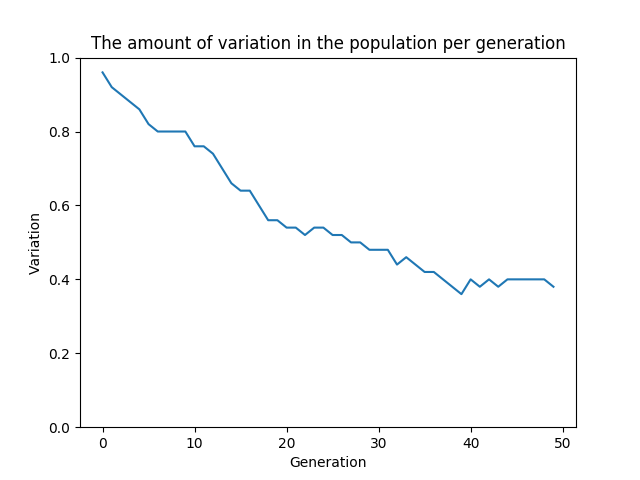 The amount of variation in the population per generation
1.0
0.8
0.6
0.4
0.2
0.0
Variation
0 10 20 30 40 50
Generation